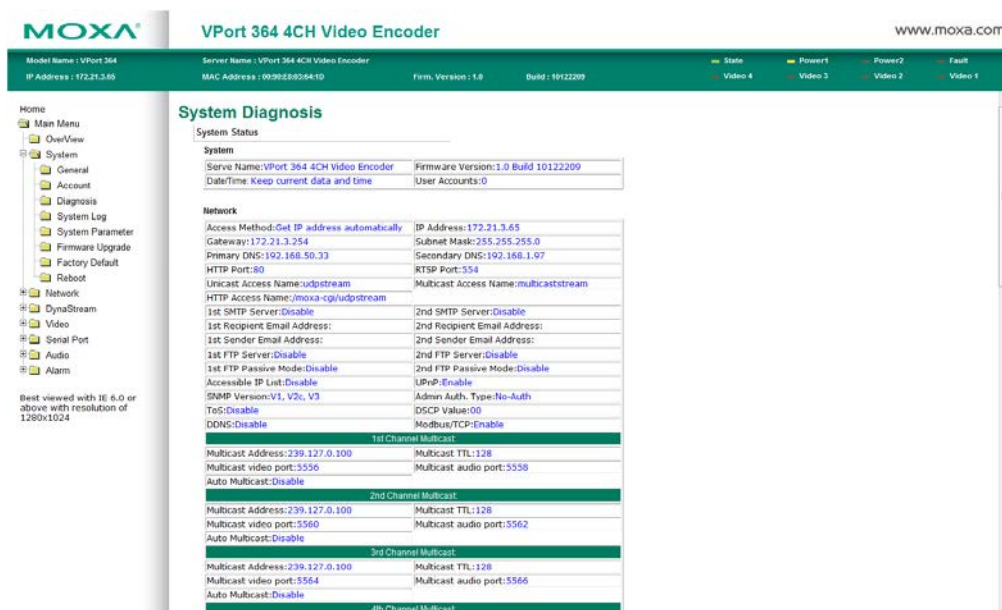 MOXA®
VPort 364 4CH Video Encoder
www.moxa.com
Model Name : VPort 364
Server Name : VPort 364 4CH Video Encoder
State
Power1
Power2
Fault
IP Address : 172.21.3.65
MAC Address : 00:90:E8:03:64:1D
Firm. Version : 1.0
Build : 10122209
Video 4
Video 3
Video 2
Video 1
Home
Main Menu
OverView
System
General
Account
Diagnosis
System Log
System Parameter
Firmware Upgrade
Factory Default
Reboot
Network
DynaStream
Video
Serial Port
Audio
Alarm
Best viewed with IE 6.0 or
above with resolution of
1280x1024
System Diagnosis
System Status
System
Serve Name:VPort 364 4CH Video Encoder
Firmware Version:1.0 Build 10122209
Date/Time: Keep current data and time
User Accounts:0
Network
Access Method:Get IP address automatically
IP Address:172.21.3.65
Gateway:172.21.3.254
Subnet Mask:255.255.255.0
Primary DNS:192.168.50.33
Secondary DNS:192.168.1.97
HTTP Port:80
RTSP Port:554
Unicast Access Name:udpstream
Multicast Access Name:multicaststream
HTTP Access Name:/moxa-cgi/udpstream
1st SMTP Server:Disable
2nd SMTP Server:Disable
1st Recipient Email Address:
2nd Recipient Email Address:
1st Sender Email Address:
2nd Sender Email Address:
1st FTP Server:Disable
2nd FTP Server:Disable
1st FTP Passive Mode:Disable
2nd FTP Passive Mode:Disable
Accessible IP List:Disable
UPnP:Enable
SNMP Version:V1, V2c, V3
Admin Auth. Type:No-Auth
ToS:Disable
DSCP Value:00
DDNS:Disable
Modbus/TCP:Enable
1st Channel Multicast:
Multicast Address:239.127.0.100
Multicast TTL:128
Multicast video port:5556
Multicast audio port:5558
Auto Multicast:Disable
2nd Channel Multicast:
Multicast Address:239.127.0.100
Multicast TTL:128
Multicast video port:5560
Multicast audio port:5562
Auto Multicast:Disable
3rd Channel Multicast:
Multicast Address:239.127.0.100
Multicast TTL:128
Multicast video port:5564
Multicast audio port:5566
Auto Multicast:Disable
4th Channel Multicast: